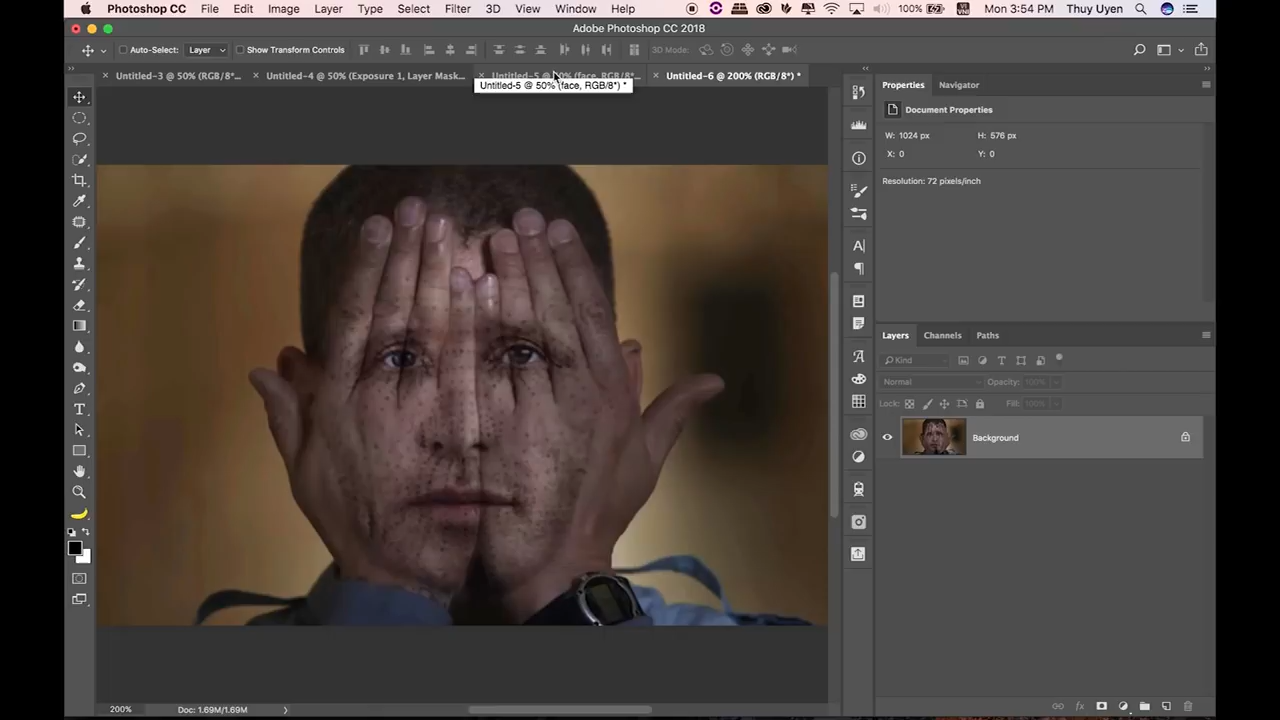 Photoshop CC File Edit Image Layer Type Select Filter 3D View Window Help 100% Mon 3:54 PM Thuy Uyen
Adobe Photoshop CC 2018
Auto-Select: Layer Show Transform Controls 3D Mode:
Untitled-3 @ 50% (RGB/8*... Untitled-4 @ 50% (Exposure 1, Layer Mask... Untitled-5 @ 50% (face, RGB/8*... Untitled-6 @ 200% (RGB/8*) *
Untitled-5 @ 50% (face, RGB/8*) *
Properties Navigator
Document Properties
W: 1024 px H: 576 px
X: 0 Y: 0
Resolution: 72 pixels/inch
Layers Channels Paths
Kind
Normal Opacity: 100%
Lock: Fill: 100%
Background
200% Doc: 1.69M/1.69M